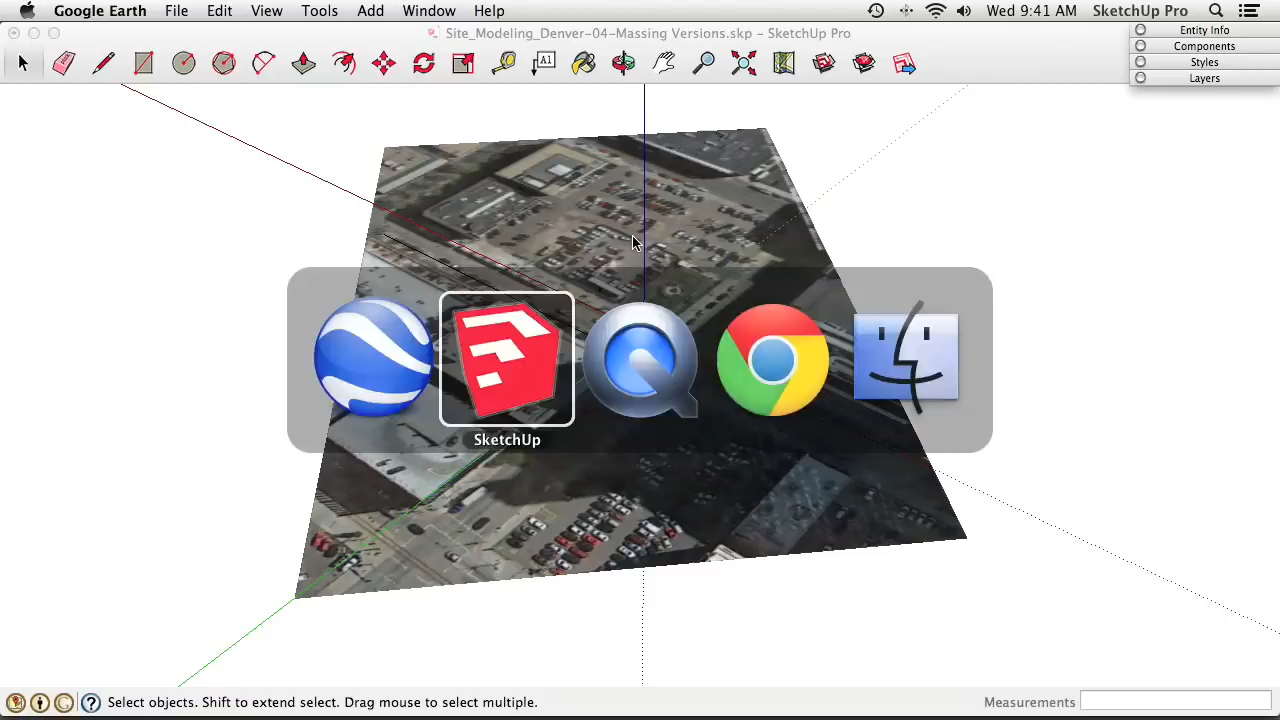 Google Earth File Edit View Tools Add Window Help Wed 9:41 AM SketchUp Pro
Site_Modeling_Denver-04-Massing Versions.skp – SketchUp Pro
Entity Info
Components
Styles
Layers
A1
SketchUp
Select objects. Shift to extend select. Drag mouse to select multiple.
Measurements